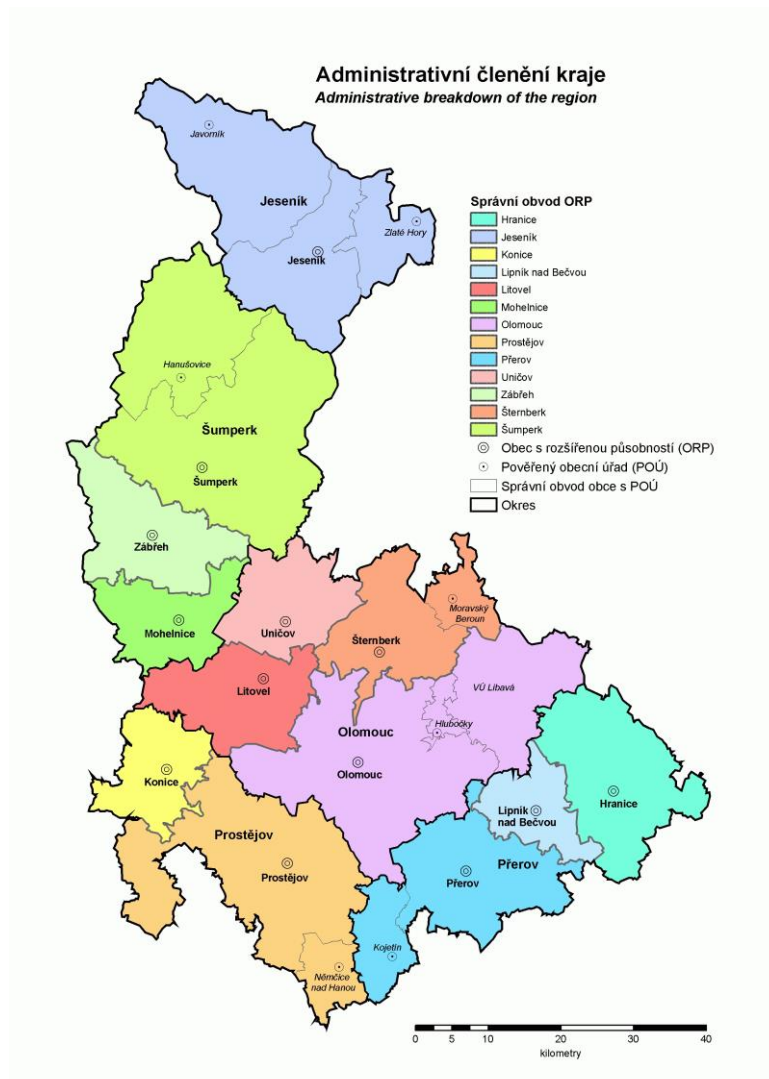 Administrativní členění kraje
Administrative breakdown of the region
Javorník
Jeseník
Zlaté Hory
Jeseník
Správní obvod ORP
Hranice
Jeseník
Konice
Lipník nad Bečvou
Litovel
Mohelnice
Olomouc
Prostějov
Přerov
Uničov
Zábřeh
Šternberk
Šumperk
Obec s rozšířenou působností (ORP)
Pověřený obecní úřad (POÚ)
Správní obvod obce s POÚ
Okres
Hanušovice
Šumperk
Šumperk
Zábřeh
Mohelnice
Uničov
Moravský
Beroun
Šternberk
Litovel
VÚ Libavá
Hlubočky
Olomouc
Olomouc
Konice
Lipník
nad Bečvou
Hranice
Prostějov
Prostějov
Přerov
Přerov
Kojetín
Němčice
nad Hanou
0 5 10 20 30 40
kilometry